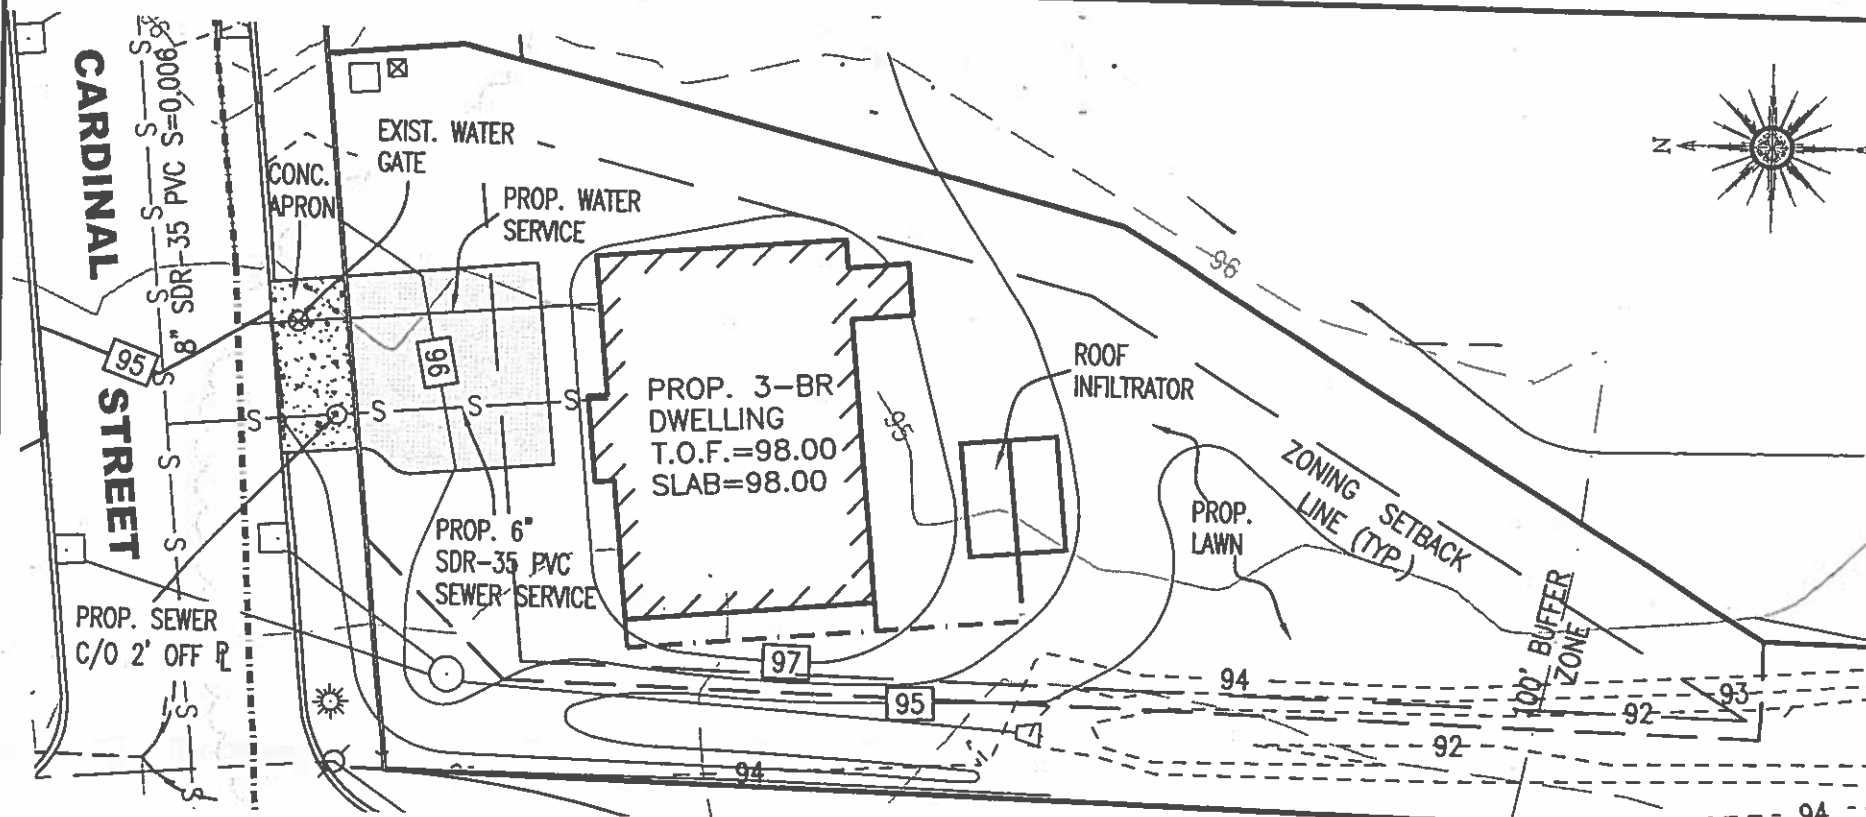 CARDINAL
STREET
8" SDR-35 PVC S=0.006
EXIST. WATER
GATE
CONC.
APRON
PROP. WATER
SERVICE
N
96
95
96
S
S
S
S
PROP. 3-BR
DWELLING
T.O.F.=98.00
SLAB=98.00
95
ROOF
INFILTRATOR
PROP.
LAWN
ZONING SETBACK
LINE (TYP.)
100' BUFFER
ZONE
PROP. 6"
SDR-35 PVC
SEWER SERVICE
PROP. SEWER
C/O 2' OFF PL
97
95
94
93
92
92
94
94
S
S
S
S
S
S
S
S
S